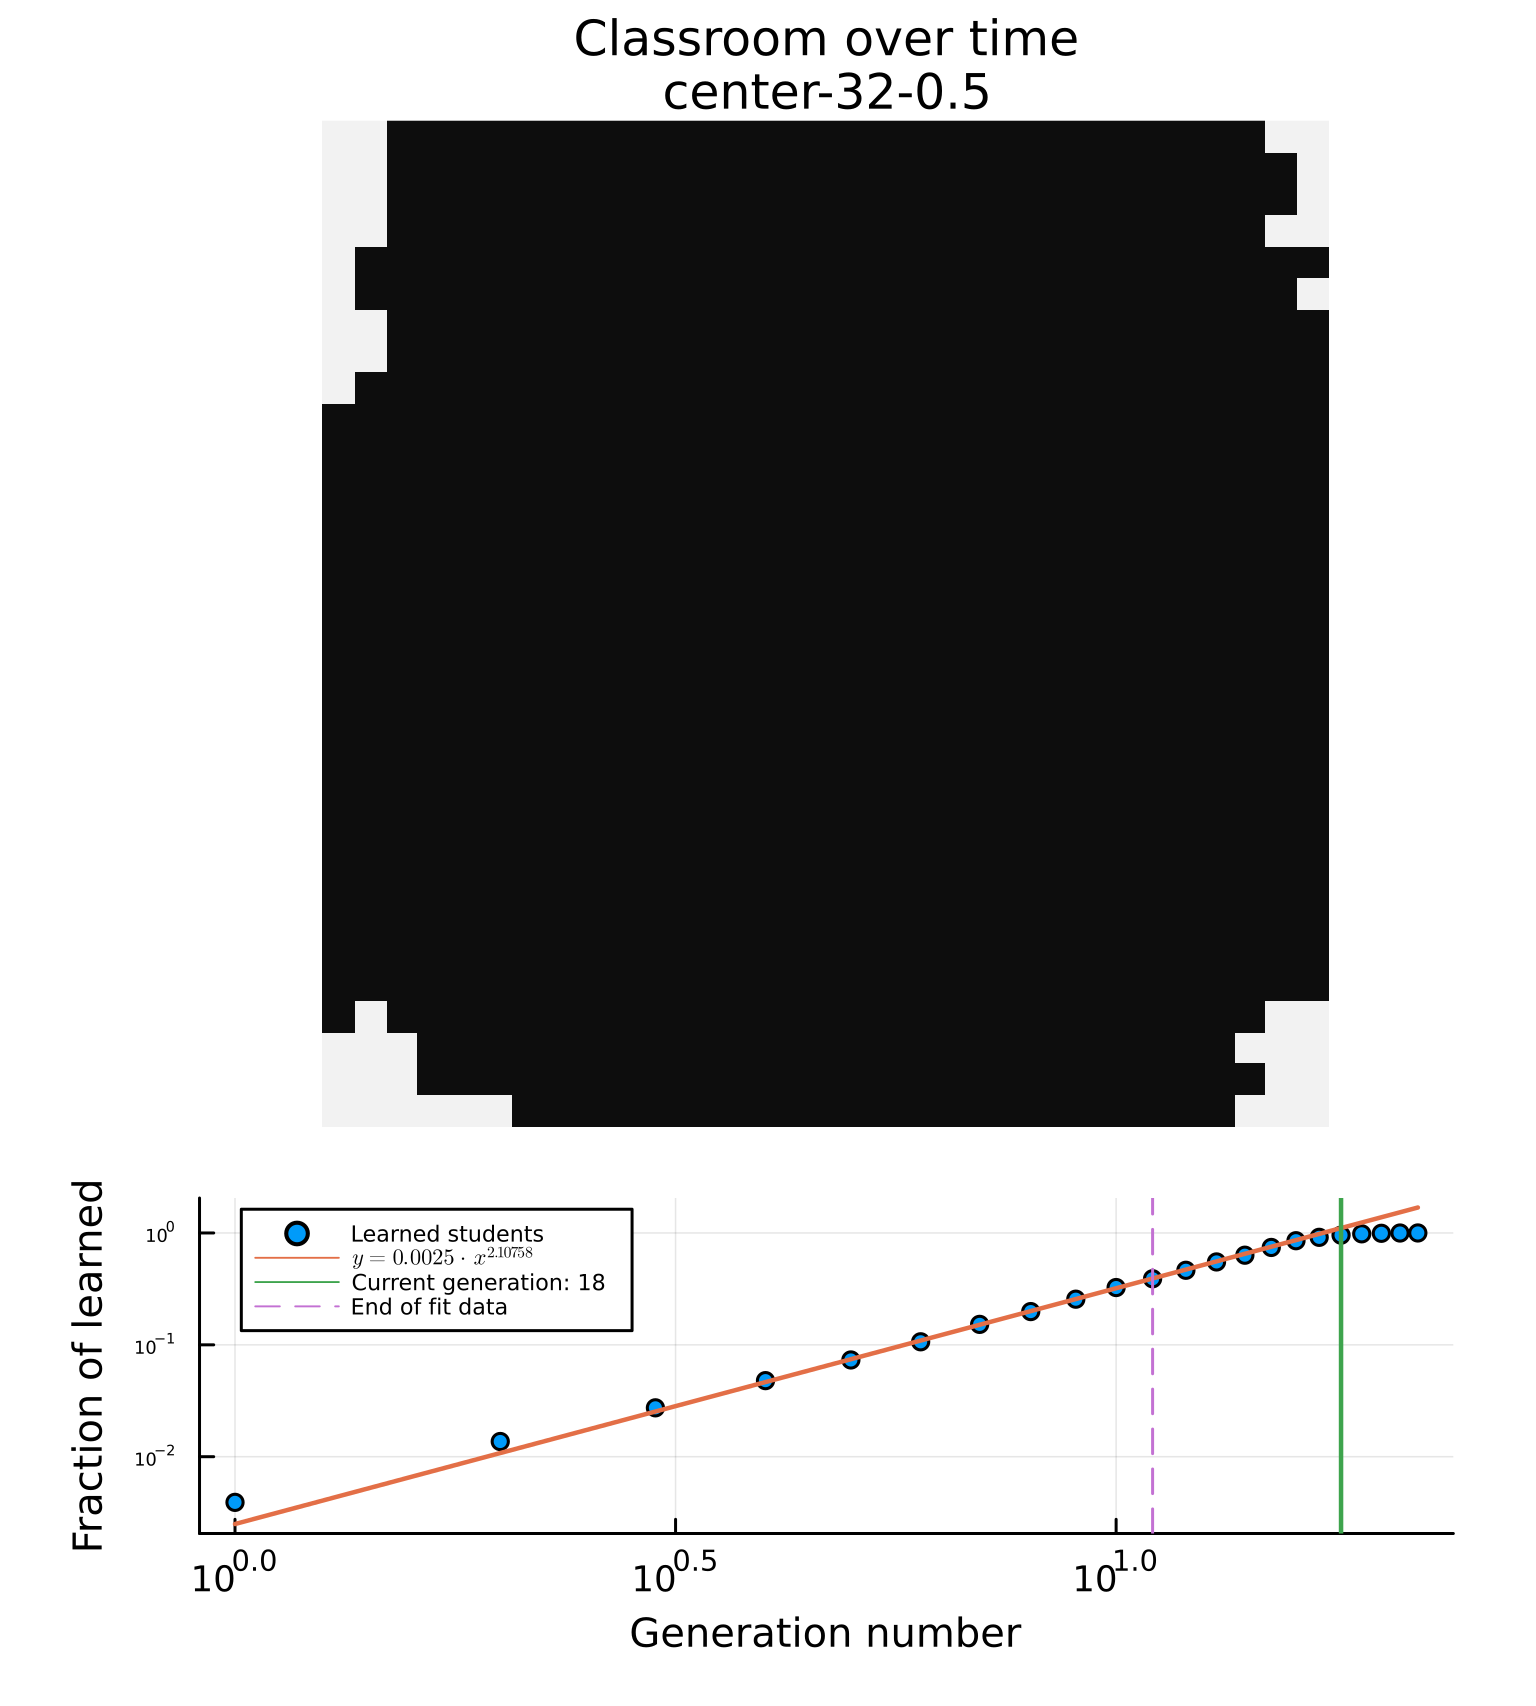 Classroom over time
center-32-0.5
Fraction of learned
10^0
10^−1
10^−2
Learned students
y = 0.0025 · x^2.10758
Current generation: 18
End of fit data
10^0.0 10^0.5 10^1.0
Generation number